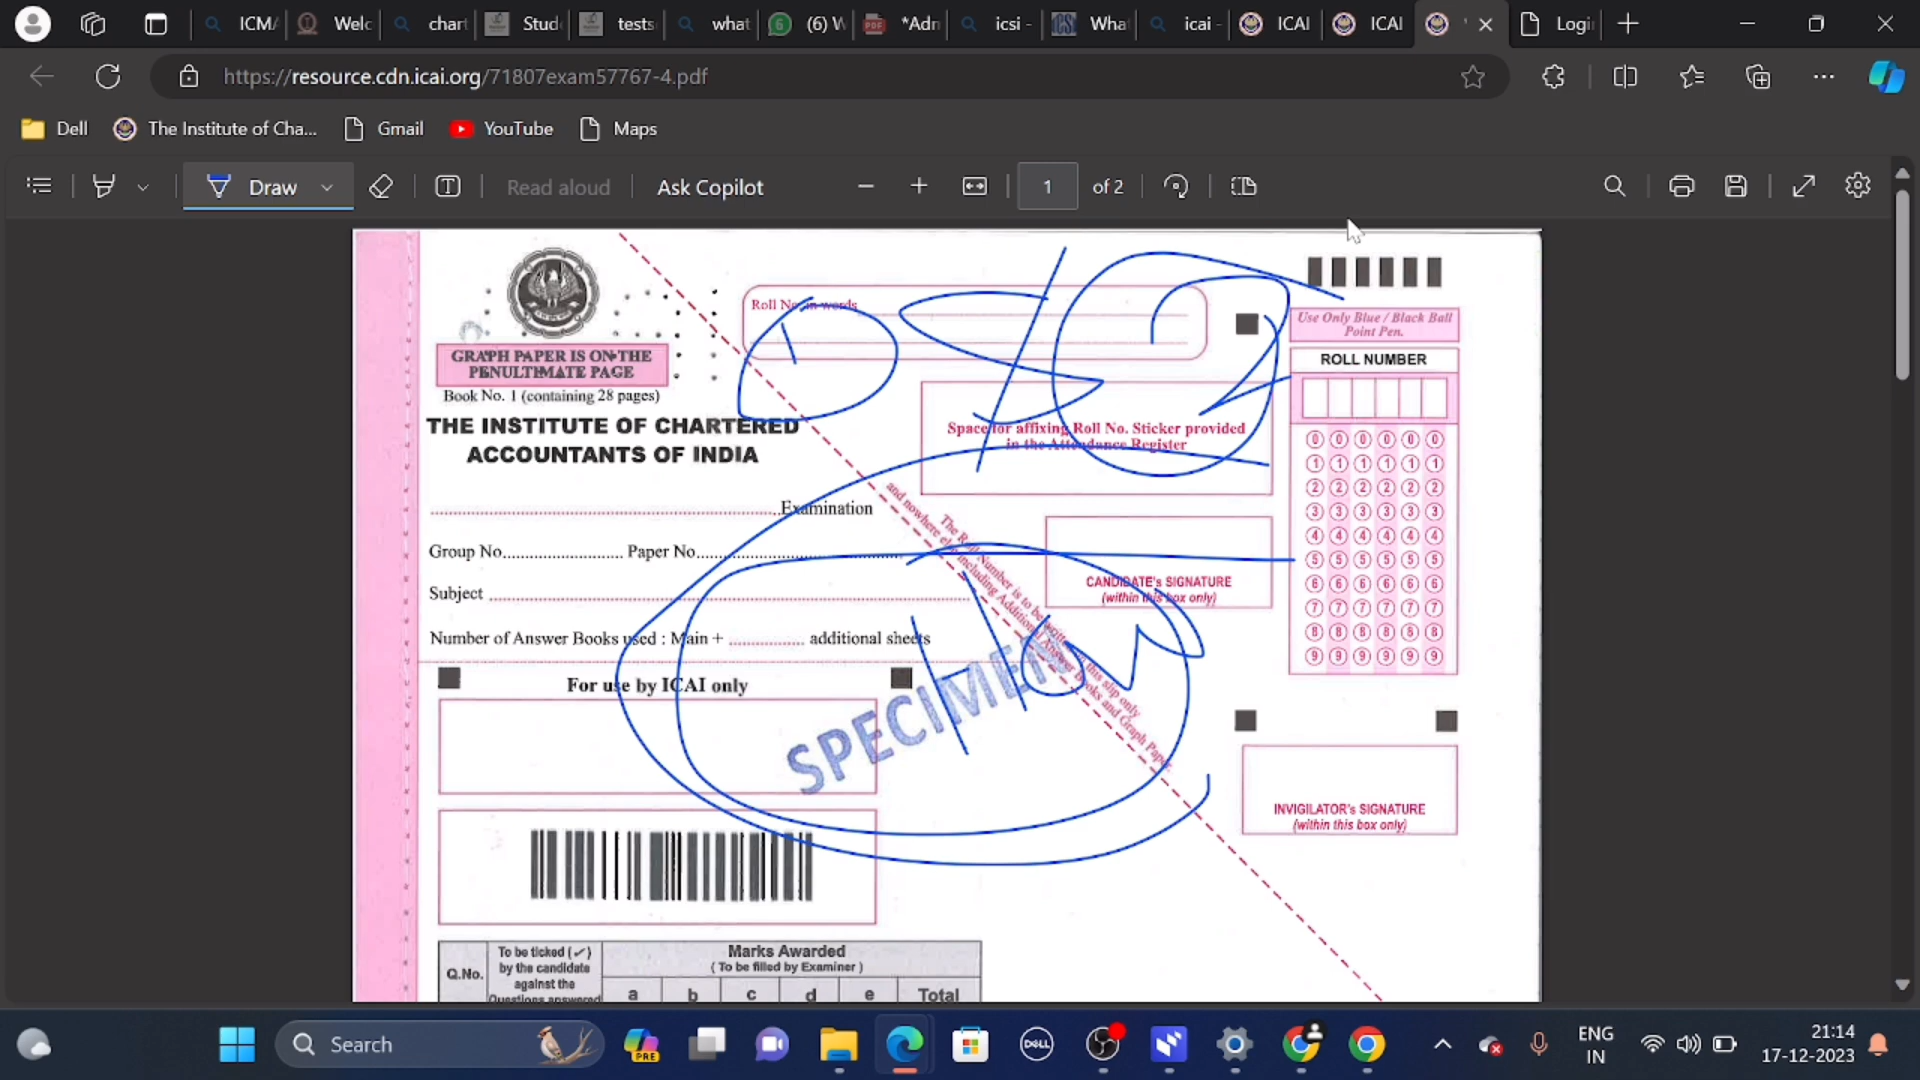 ICMA
Welc
chart
Stud
tests
what
(6) W
*Adn
icsi -
Wha
icai -
ICAI
ICAI
Logi
https://resource.cdn.icai.org/71807exam57767-4.pdf
Dell
The Institute of Cha...
Gmail
YouTube
Maps
Draw
Read aloud
Ask Copilot
1
of 2
Roll No. in words
Use Only Blue / Black Ball
Point Pen.
GRAPH PAPER IS ON THE
PENULTIMATE PAGE
Book No. 1 (containing 28 pages)
ROLL NUMBER
THE INSTITUTE OF CHARTERED
ACCOUNTANTS OF INDIA
Space for affixing Roll No. Sticker provided
in the Attendance Register
0 0 0 0 0 0
1 1 1 1 1 1
2 2 2 2 2 2
3 3 3 3 3 3
4 4 4 4 4 4
5 5 5 5 5 5
6 6 6 6 6 6
7 7 7 7 7 7
8 8 8 8 8 8
9 9 9 9 9 9
..........Examination
Group No.......... Paper No..........
Subject ..........
Number of Answer Books used : Main + .......... additional sheets
The Roll Number is to be written in this slip only
and nowhere else including Additional Answer Books and Graph Paper.
CANDIDATE's SIGNATURE
(within this box only)
How
SPECIMEN
For use by ICAI only
INVIGILATOR's SIGNATURE
(within this box only)
Q.No.
To be ticked (✓)
by the candidate
against the
Questions answered
Marks Awarded
( To be filled by Examiner )
a b c d e Total
Search
PRE
DELL
ENG
IN
21:14
17-12-2023